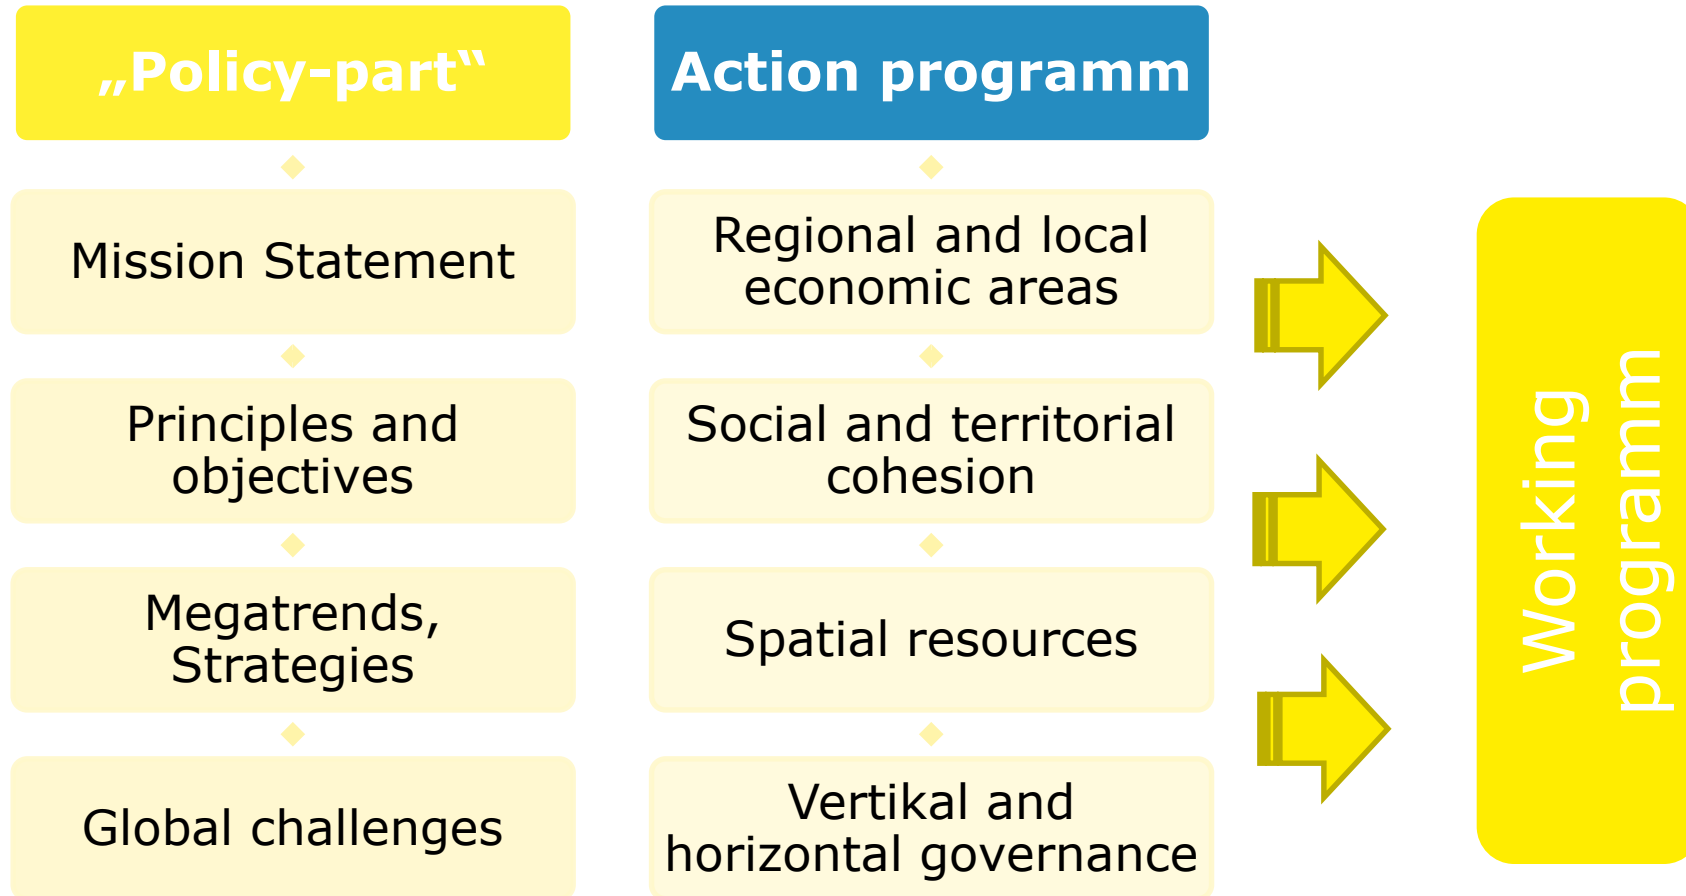 „Policy-part“
Mission Statement
Principles and
objectives
Megatrends,
Strategies
Global challenges
Action programm
Regional and local
economic areas
Social and territorial
cohesion
Spatial resources
Vertikal and
horizontal governance
Working
programm